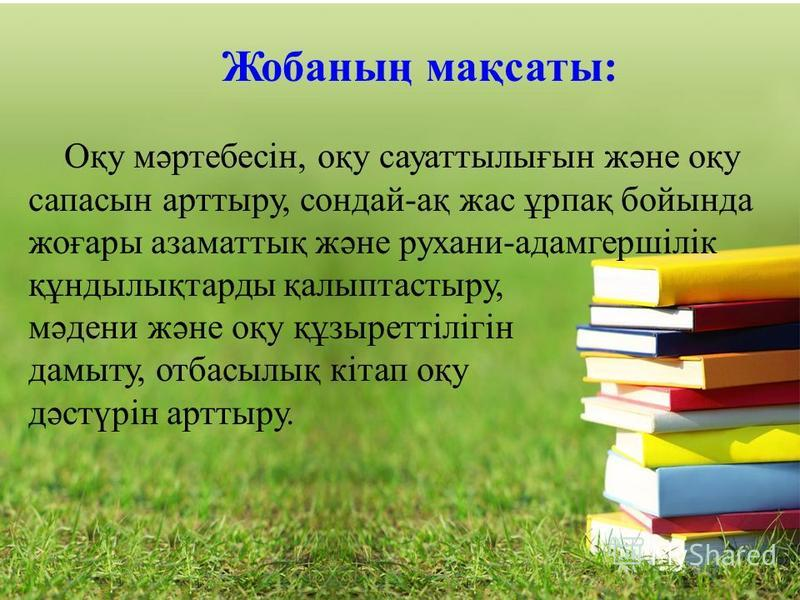 Жобаның мақсаты:
Оқу мәртебесін, оқу сауаттылығын және оқу
сапасын арттыру, сондай-ақ жас ұрпақ бойында
жоғары азаматтық және рухани-адамгершілік
құндылықтарды қалыптастыру,
мәдени және оқу құзыреттілігін
дамыту, отбасылық кітап оқу
дәстүрін арттыру.
MyShared